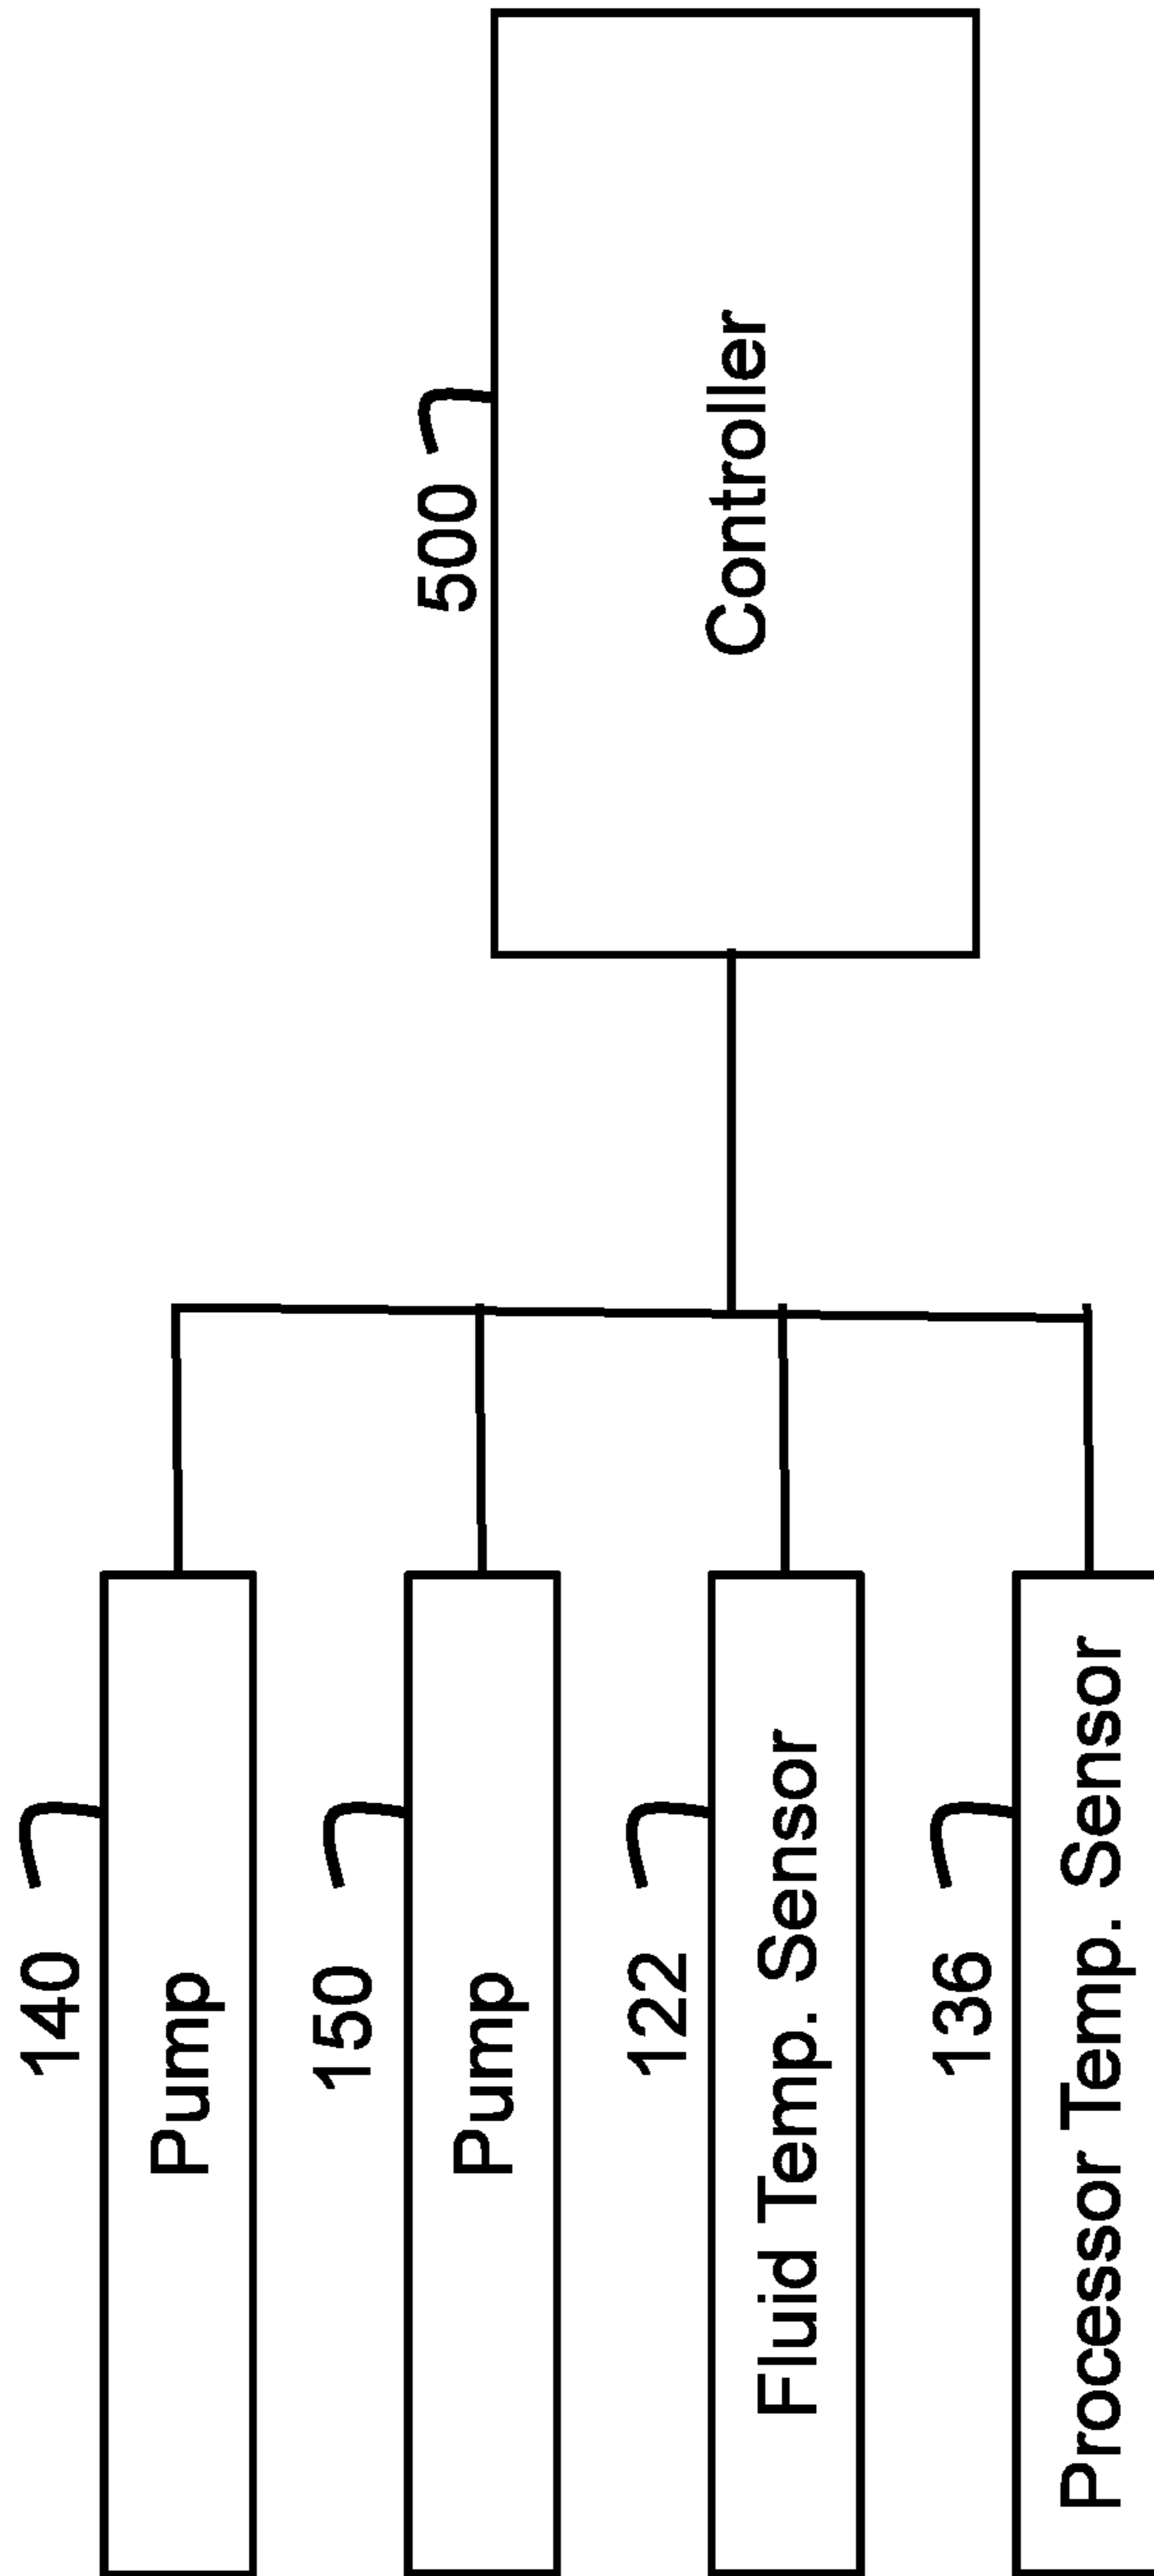 140
Pump
150
Pump
122
Fluid Temp. Sensor
136
Processor Temp. Sensor
500
Controller